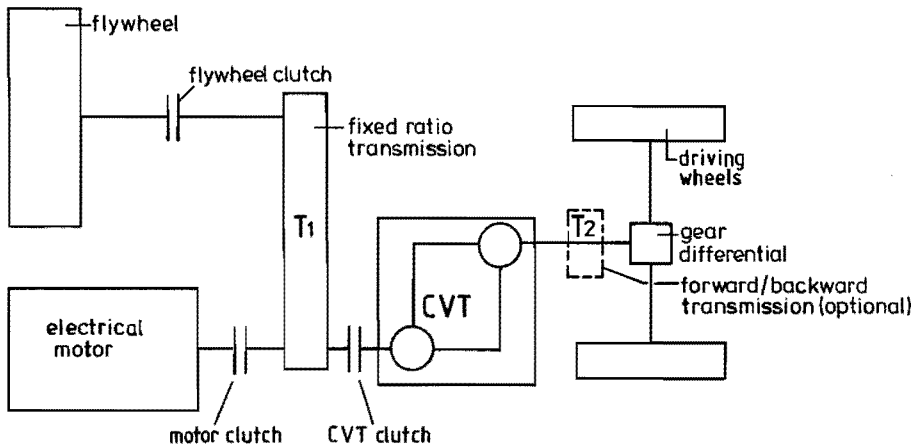 flywheel
flywheel clutch
fixed ratio
transmission
driving
wheels
T1
T2
gear
differential
forward/backward
transmission (optional)
CVT
electrical
motor
motor clutch
CVT clutch